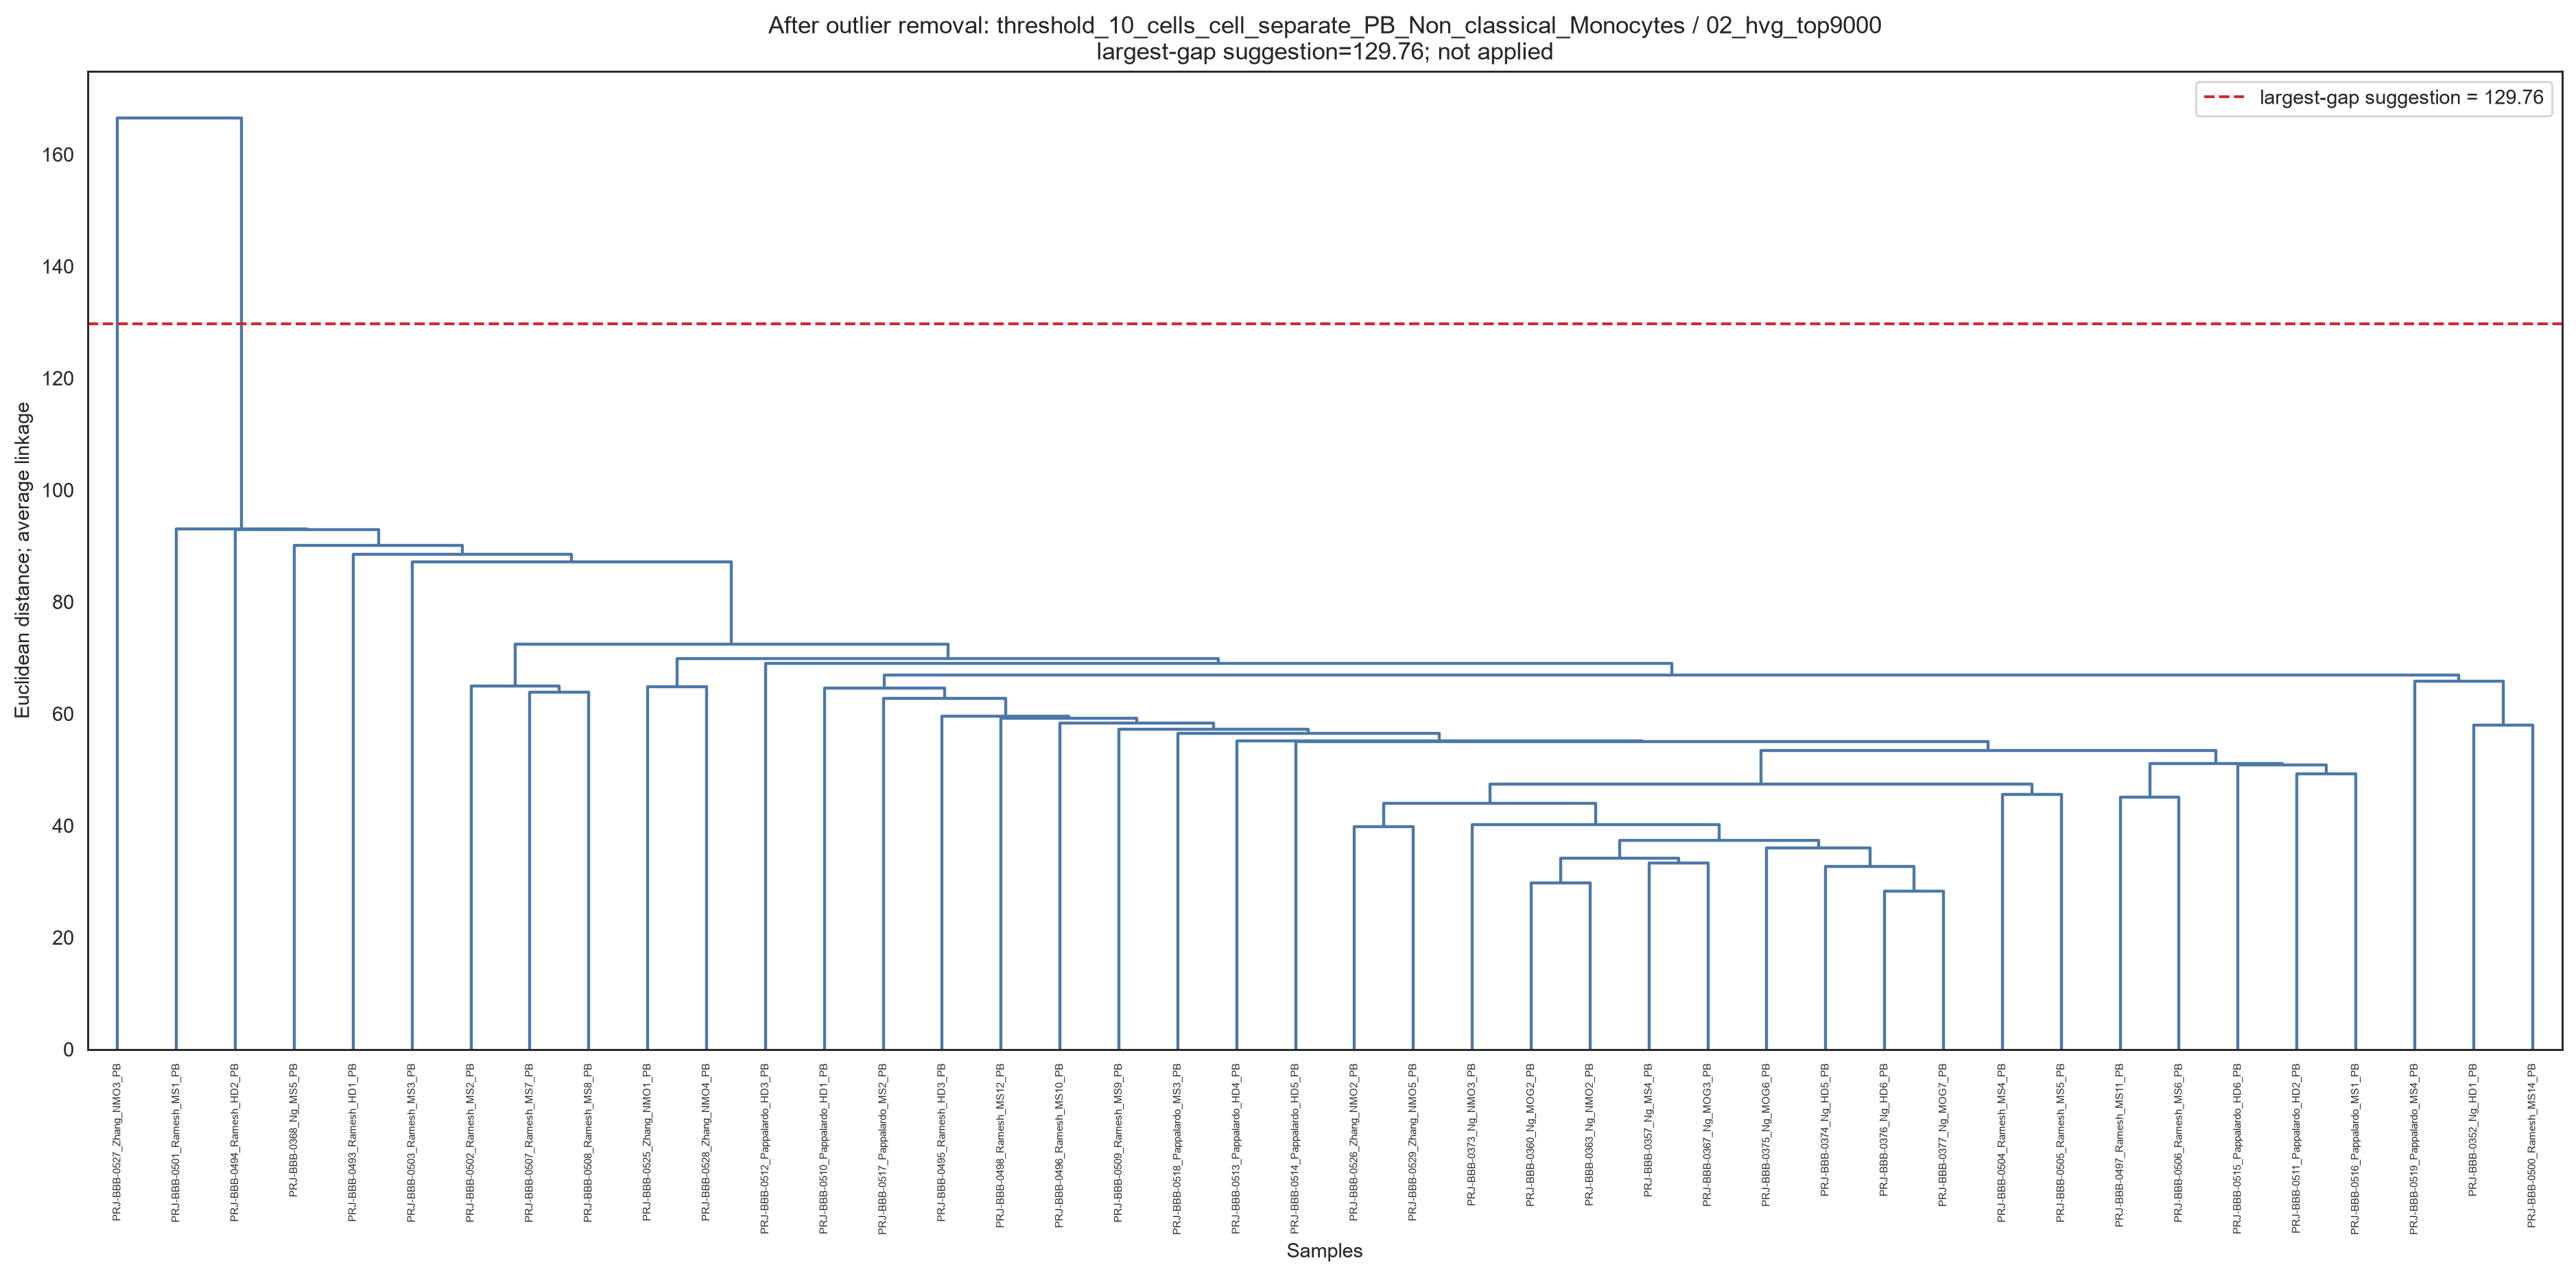 After outlier removal: threshold_10_cells_cell_separate_PB_Non_classical_Monocytes / 02_hvg_top9000
largest-gap suggestion=129.76; not applied
largest-gap suggestion = 129.76
Euclidean distance; average linkage
160
140
120
100
80
60
40
20
0
PRJ-BBB-0527_Zhang_NMO3_PB
PRJ-BBB-0501_Ramesh_MS1_PB
PRJ-BBB-0494_Ramesh_HD2_PB
PRJ-BBB-0368_Ng_MS5_PB
PRJ-BBB-0493_Ramesh_HD1_PB
PRJ-BBB-0503_Ramesh_MS3_PB
PRJ-BBB-0502_Ramesh_MS2_PB
PRJ-BBB-0507_Ramesh_MS7_PB
PRJ-BBB-0508_Ramesh_MS8_PB
PRJ-BBB-0525_Zhang_NMO1_PB
PRJ-BBB-0528_Zhang_NMO4_PB
PRJ-BBB-0512_Pappalardo_HD3_PB
PRJ-BBB-0510_Pappalardo_HD1_PB
PRJ-BBB-0517_Pappalardo_MS2_PB
PRJ-BBB-0495_Ramesh_HD3_PB
PRJ-BBB-0498_Ramesh_MS12_PB
PRJ-BBB-0496_Ramesh_MS10_PB
PRJ-BBB-0509_Ramesh_MS9_PB
PRJ-BBB-0518_Pappalardo_MS3_PB
PRJ-BBB-0513_Pappalardo_HD4_PB
PRJ-BBB-0514_Pappalardo_HD5_PB
PRJ-BBB-0526_Zhang_NMO2_PB
PRJ-BBB-0529_Zhang_NMO5_PB
PRJ-BBB-0373_Ng_NMO3_PB
PRJ-BBB-0360_Ng_MOG2_PB
PRJ-BBB-0363_Ng_NMO2_PB
PRJ-BBB-0357_Ng_MS4_PB
PRJ-BBB-0367_Ng_MOG3_PB
PRJ-BBB-0375_Ng_MOG6_PB
PRJ-BBB-0374_Ng_HD5_PB
PRJ-BBB-0376_Ng_HD6_PB
PRJ-BBB-0377_Ng_MOG7_PB
PRJ-BBB-0504_Ramesh_MS4_PB
PRJ-BBB-0505_Ramesh_MS5_PB
PRJ-BBB-0497_Ramesh_MS11_PB
PRJ-BBB-0506_Ramesh_MS6_PB
PRJ-BBB-0515_Pappalardo_HD6_PB
PRJ-BBB-0511_Pappalardo_HD2_PB
PRJ-BBB-0516_Pappalardo_MS1_PB
PRJ-BBB-0519_Pappalardo_MS4_PB
PRJ-BBB-0352_Ng_HD1_PB
PRJ-BBB-0500_Ramesh_MS14_PB
Samples